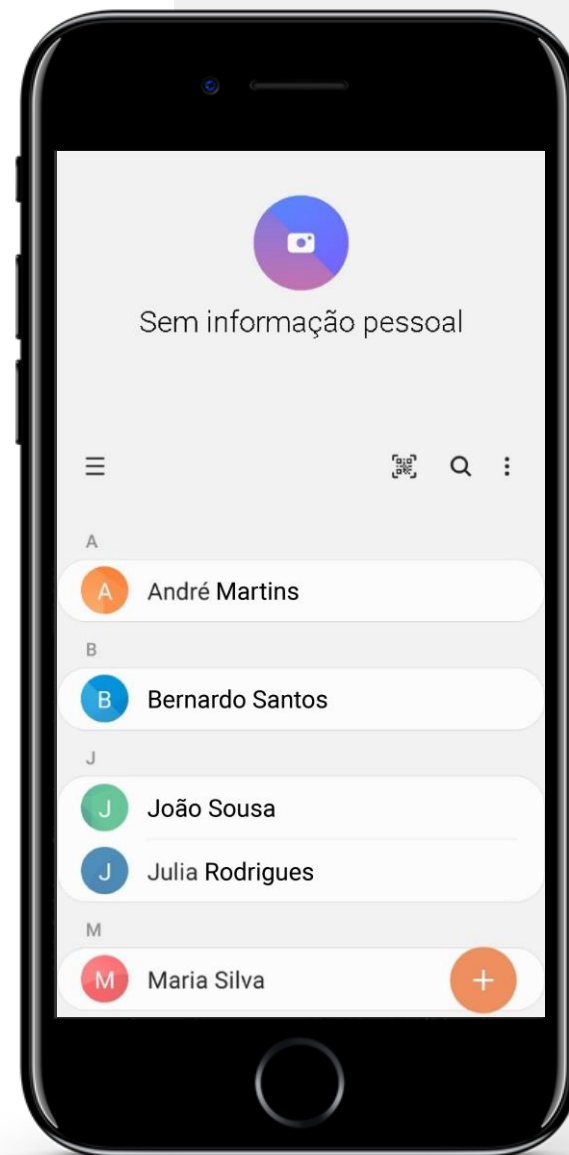 Sem informação pessoal
A
A André Martins
B
B Bernardo Santos
J
J João Sousa
J Julia Rodrigues
M
M Maria Silva +